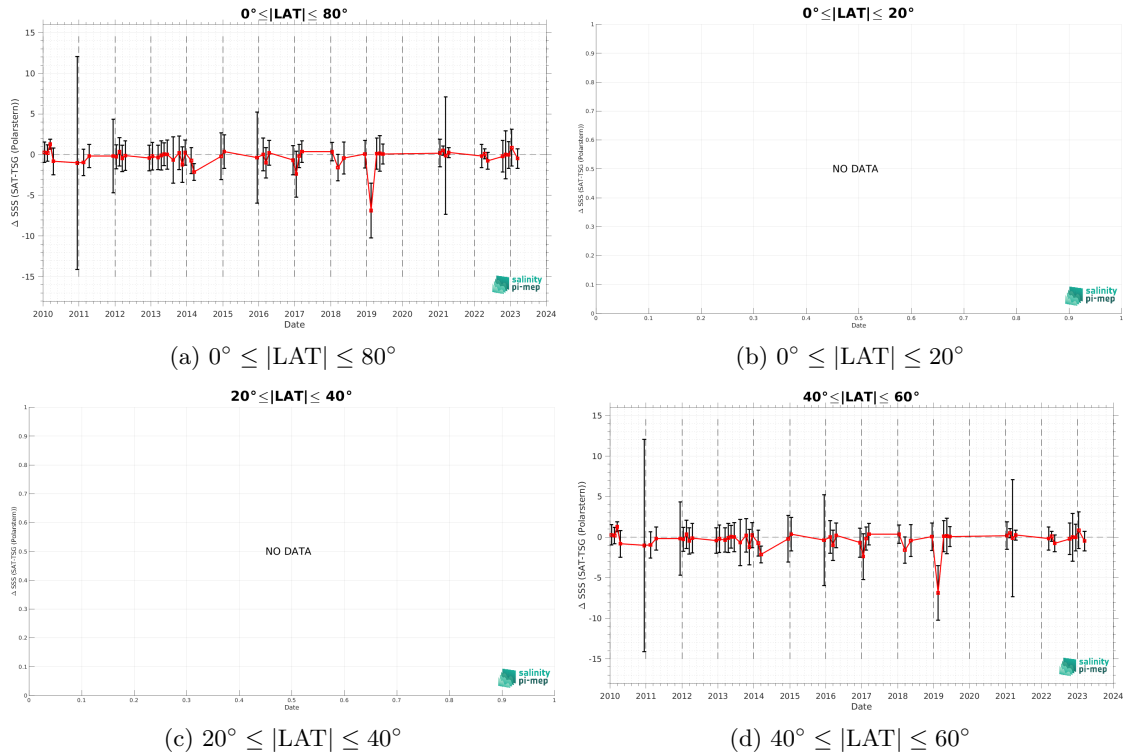 0°≤|LAT|≤ 80°
Δ SSS (SAT-TSG (Polarstern))
15
10
5
0
-5
-10
-15
2010 2011 2012 2013 2014 2015 2016 2017 2018 2019 2020 2021 2022 2023 2024
Date
salinity
pi-mep
(a) 0° ≤ |LAT| ≤ 80°
0°≤|LAT|≤ 20°
Δ SSS (SAT-TSG (Polarstern))
1
0.9
0.8
0.7
0.6
0.5
0.4
0.3
0.2
0.1
0
NO DATA
0 0.1 0.2 0.3 0.4 0.5 0.6 0.7 0.8 0.9 1
Date
salinity
pi-mep
(b) 0° ≤ |LAT| ≤ 20°
20°≤|LAT|≤ 40°
Δ SSS (SAT-TSG (Polarstern))
1
0.9
0.8
0.7
0.6
0.5
0.4
0.3
0.2
0.1
0
NO DATA
0 0.1 0.2 0.3 0.4 0.5 0.6 0.7 0.8 0.9 1
Date
salinity
pi-mep
(c) 20° ≤ |LAT| ≤ 40°
40°≤|LAT|≤ 60°
Δ SSS (SAT-TSG (Polarstern))
15
10
5
0
-5
-10
-15
2010 2011 2012 2013 2014 2015 2016 2017 2018 2019 2020 2021 2022 2023 2024
Date
salinity
pi-mep
(d) 40° ≤ |LAT| ≤ 60°